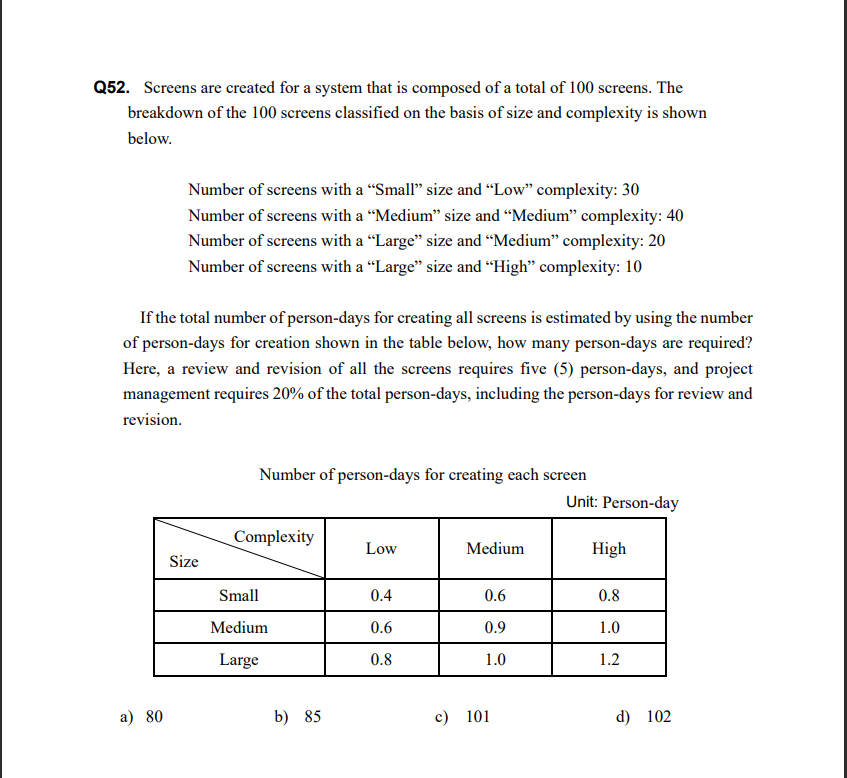 Q52. Screens are created for a system that is composed of a total of 100 screens. The
breakdown of the 100 screens classified on the basis of size and complexity is shown
below.
Number of screens with a “Small” size and “Low” complexity: 30
Number of screens with a “Medium” size and “Medium” complexity: 40
Number of screens with a “Large” size and “Medium” complexity: 20
Number of screens with a “Large” size and “High” complexity: 10
If the total number of person-days for creating all screens is estimated by using the number
of person-days for creation shown in the table below, how many person-days are required?
Here, a review and revision of all the screens requires five (5) person-days, and project
management requires 20% of the total person-days, including the person-days for review and
revision.
Number of person-days for creating each screen
Unit: Person-day
Complexity
Size
Low Medium High
Small 0.4 0.6 0.8
Medium 0.6 0.9 1.0
Large 0.8 1.0 1.2
a) 80 b) 85 c) 101 d) 102